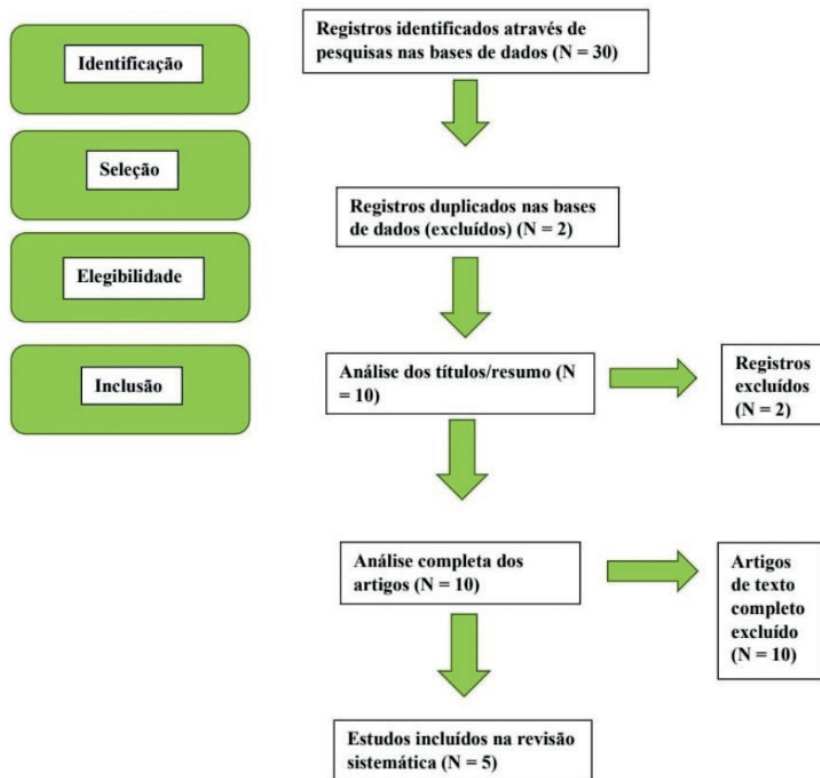 Identificação
Seleção
Elegibilidade
Inclusão
Registros identificados através de
pesquisas nas bases de dados (N = 30)
Registros duplicados nas bases
de dados (excluídos) (N = 2)
Análise dos títulos/resumo (N
= 10)
Registros
excluídos
(N = 2)
Análise completa dos
artigos (N = 10)
Artigos
de texto
completo
excluído
(N = 10)
Estudos incluídos na revisão
sistemática (N = 5)